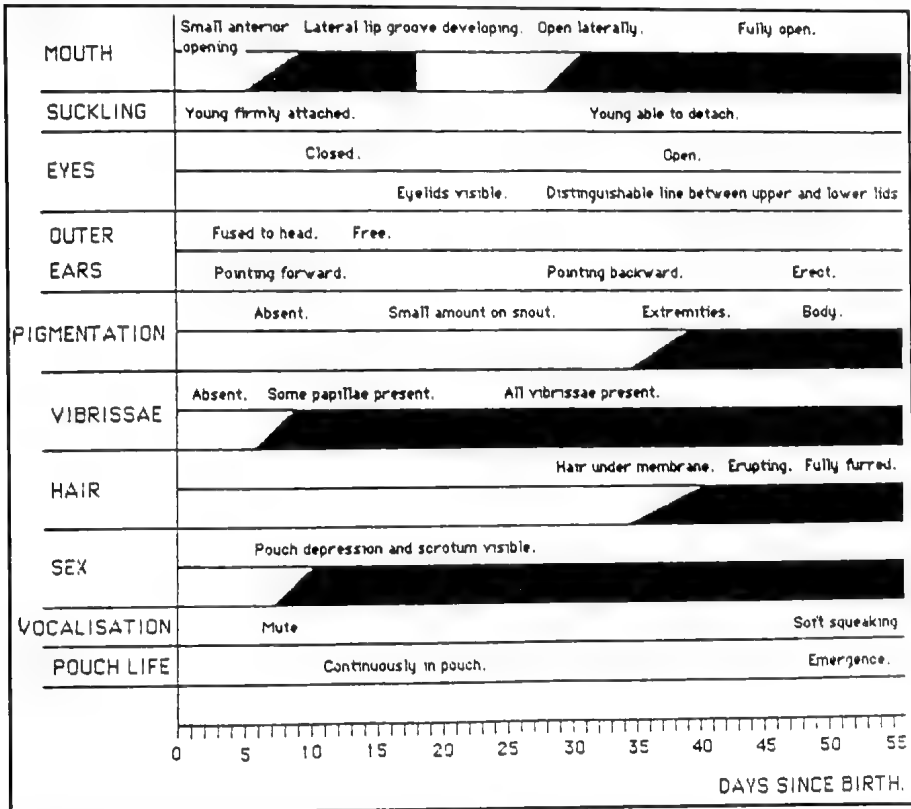 Small anterior Lateral lip groove developing. Open laterally. Fully open.
opening
MOUTH
SUCKLING Young firmly attached. Young able to detach.
Closed. Open.
EYES
Eyelids visible. Distinguishable line between upper and lower lids
OUTER Fused to head. Free.
EARS Pointing forward. Pointing backward. Erect.
Absent. Small amount on snout. Extremities. Body.
PIGMENTATION
Absent. Some papillae present. All vibrissae present.
VIBRISSAE
Hair under membrane. Erupting. Fully furred.
HAIR
Pouch depression and scrotum visible.
SEX
VOCALISATION Mute Soft squeaking
POUCH LIFE Continuously in pouch. Emergence.
0 5 10 15 20 25 30 35 40 45 50 55
DAYS SINCE BIRTH.